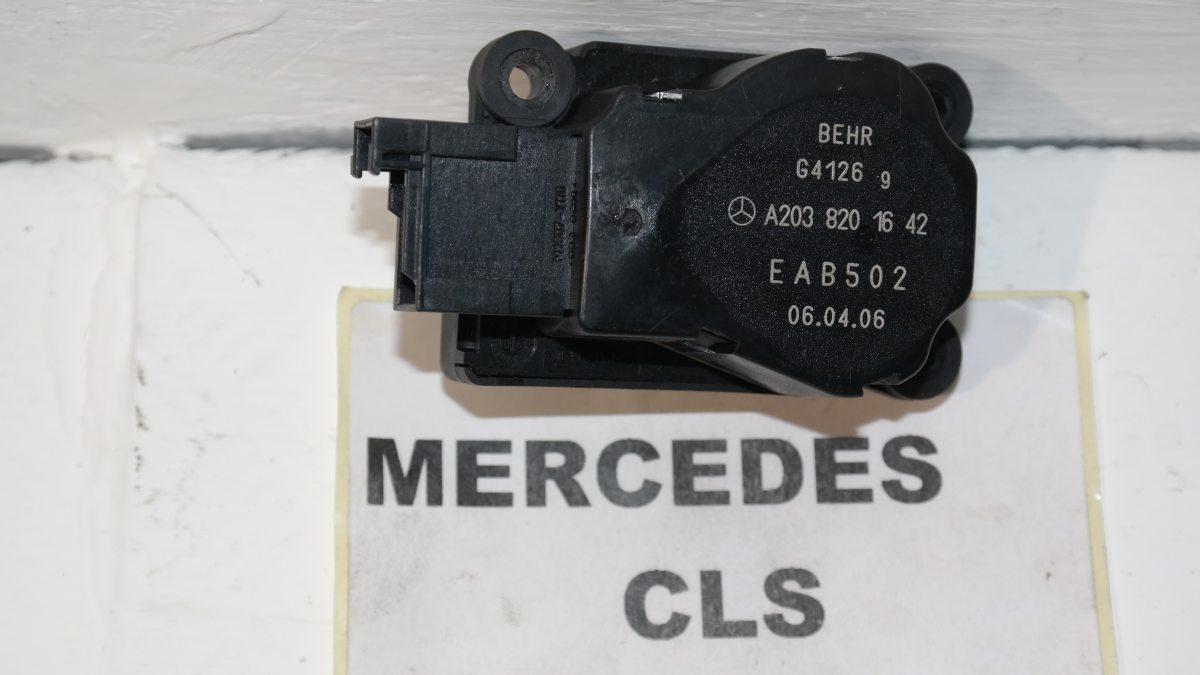 BEHR
G4126 9
A203 820 16 42
EAB502
06.04.06
MERCEDES
CLS